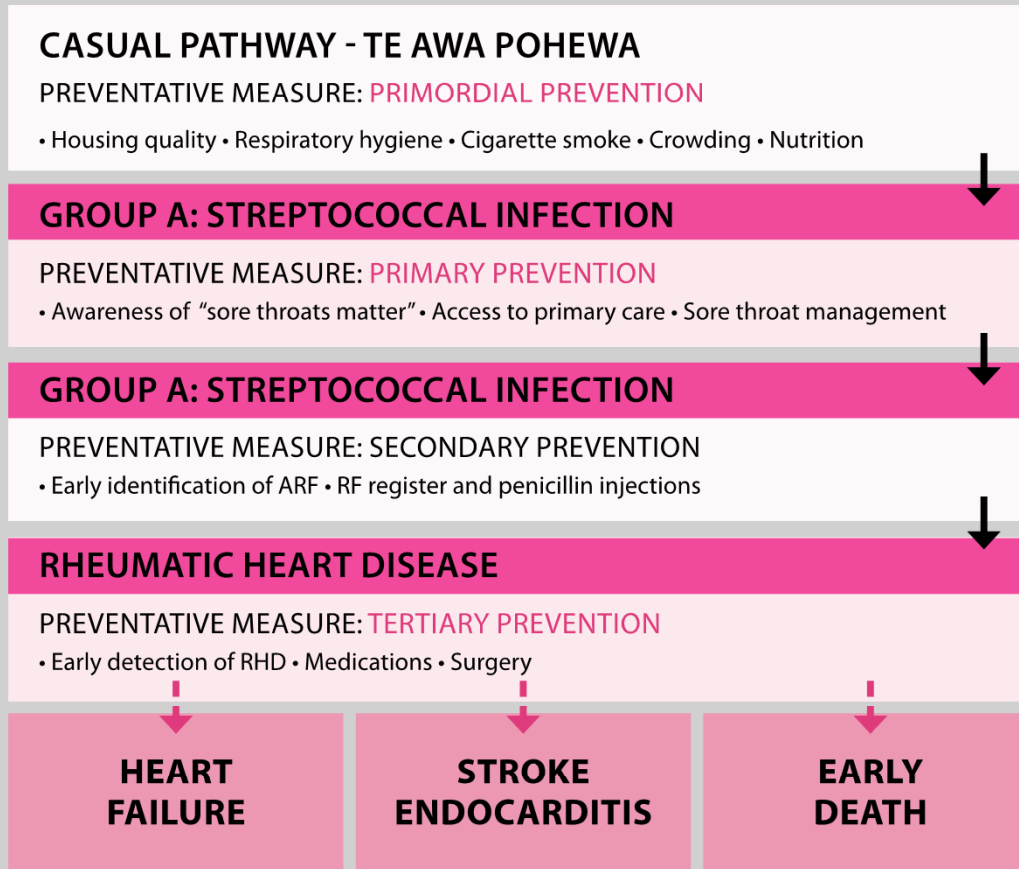 CASUAL PATHWAY - TE AWA POHEWA
PREVENTATIVE MEASURE: PRIMORDIAL PREVENTION
• Housing quality • Respiratory hygiene • Cigarette smoke • Crowding • Nutrition
GROUP A: STREPTOCOCCAL INFECTION
PREVENTATIVE MEASURE: PRIMARY PREVENTION
• Awareness of “sore throats matter” • Access to primary care • Sore throat management
GROUP A: STREPTOCOCCAL INFECTION
PREVENTATIVE MEASURE: SECONDARY PREVENTION
• Early identification of ARF • RF register and penicillin injections
RHEUMATIC HEART DISEASE
PREVENTATIVE MEASURE: TERTIARY PREVENTION
• Early detection of RHD • Medications • Surgery
HEART
FAILURE
STROKE
ENDOCARDITIS
EARLY
DEATH